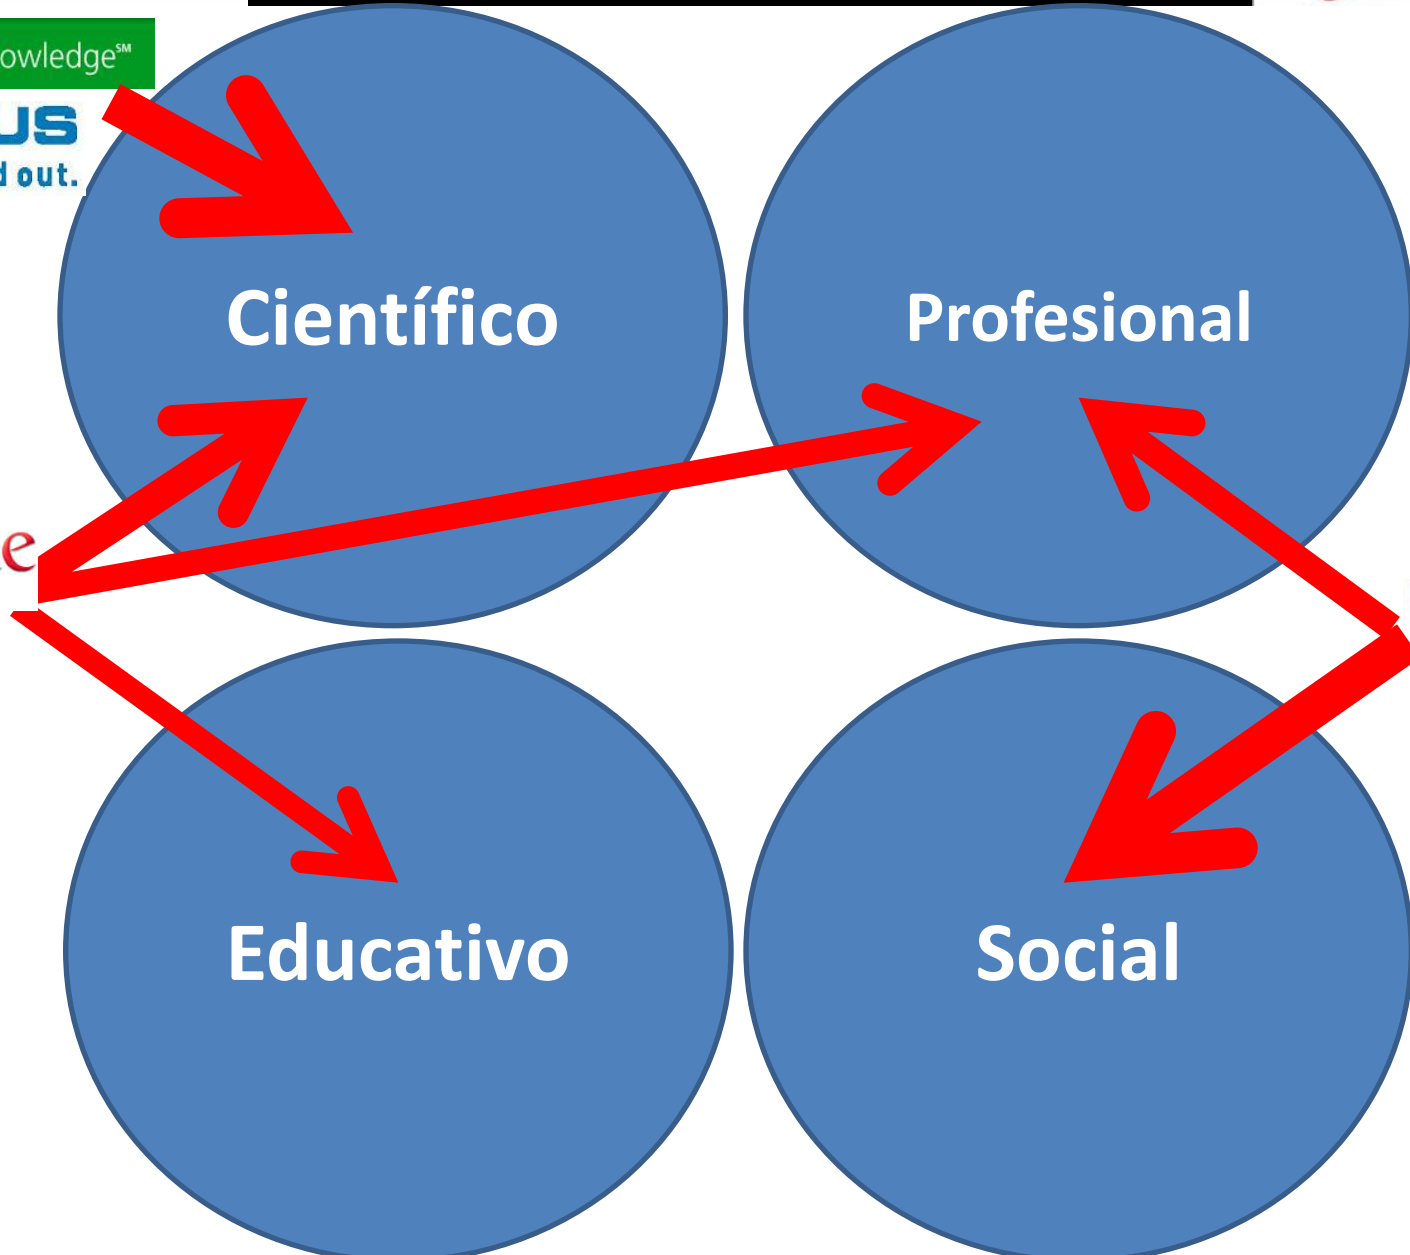 owledge℠
us
d out.
Científico
Profesional
e
Educativo
Social